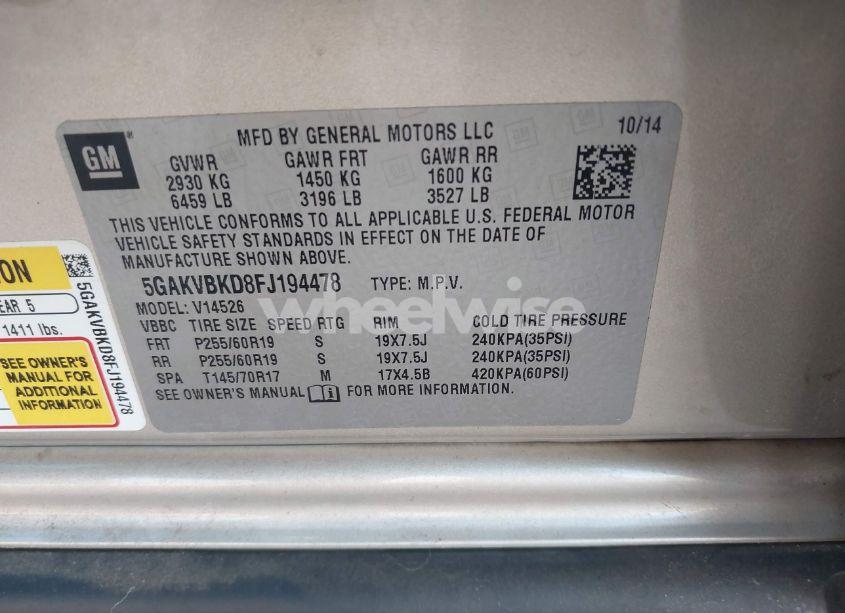 GM
MFD BY GENERAL MOTORS LLC 10/14
GVWR GAWR FRT GAWR RR
2930 KG 1450 KG 1600 KG
6459 LB 3196 LB 3527 LB
THIS VEHICLE CONFORMS TO ALL APPLICABLE U.S. FEDERAL MOTOR
VEHICLE SAFETY STANDARDS IN EFFECT ON THE DATE OF
MANUFACTURE SHOWN ABOVE.
5GAKVBKD8FJ194478 TYPE: M.P.V.
MODEL: V14526
VBBC TIRE SIZE SPEED RTG RIM COLD TIRE PRESSURE
FRT P255/60R19 S 19X7.5J 240KPA(35PSI)
RR P255/60R19 S 19X7.5J 240KPA(35PSI)
SPA T145/70R17 M 17X4.5B 420KPA(60PSI)
SEE OWNER'S MANUAL FOR MORE INFORMATION.
wheelwise
5
1411 lbs.
SEE OWNER'S
MANUAL FOR
ADDITIONAL
INFORMATION
5GAKVBKD8FJ194478